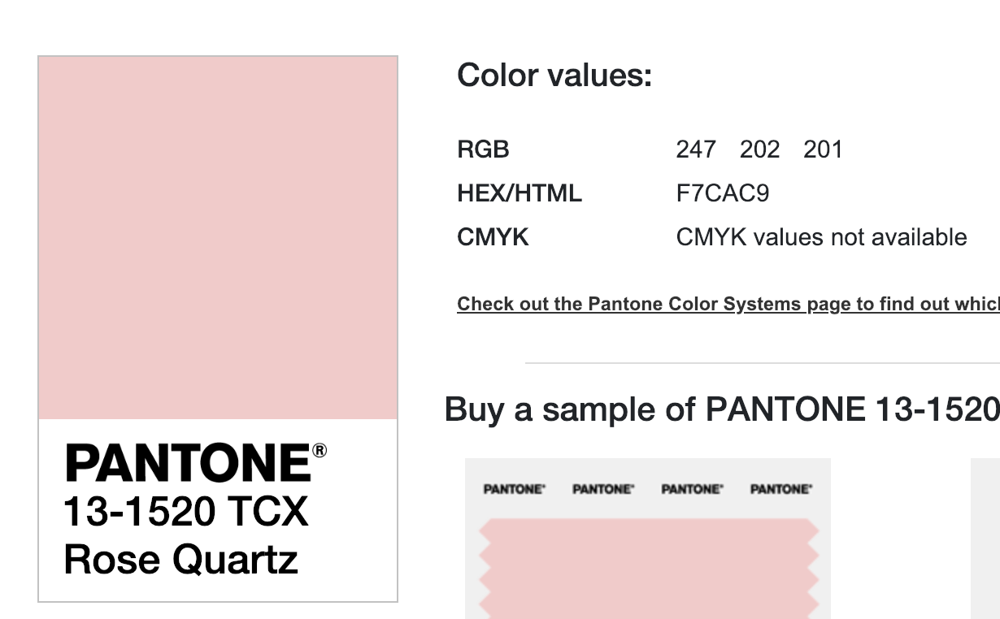 Color values:
RGB 247 202 201
HEX/HTML F7CAC9
CMYK CMYK values not available
Check out the Pantone Color Systems page to find out which
Buy a sample of PANTONE 13-1520
PANTONE®
13-1520 TCX
Rose Quartz
PANTONE® PANTONE® PANTONE® PANTONE®